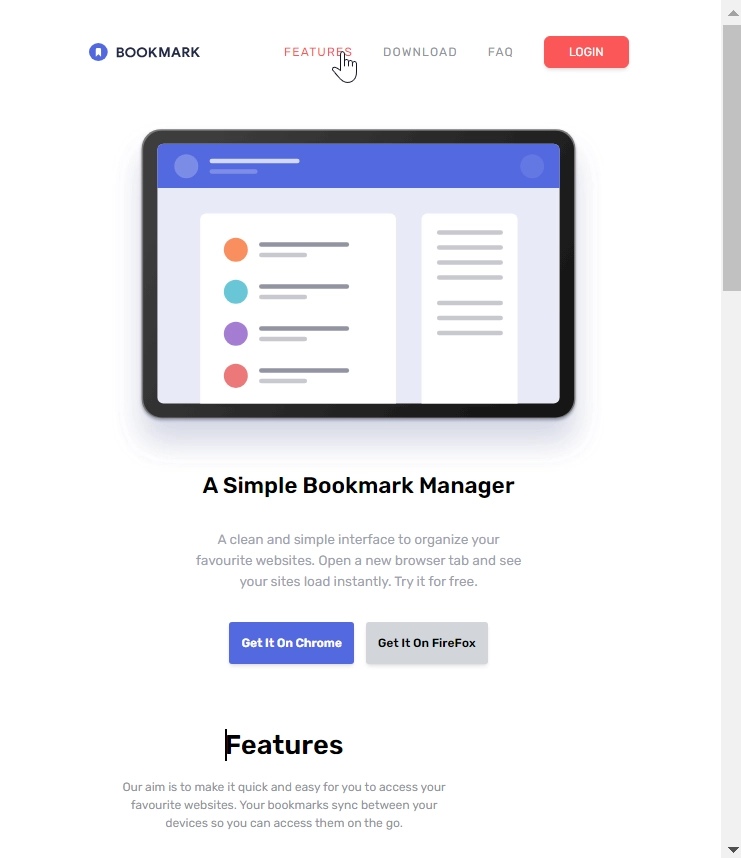 BOOKMARK FEATURES DOWNLOAD FAQ LOGIN
A Simple Bookmark Manager
A clean and simple interface to organize your
favourite websites. Open a new browser tab and see
your sites load instantly. Try it for free.
Get It On Chrome Get It On FireFox
Features
Our aim is to make it quick and easy for you to access your
favourite websites. Your bookmarks sync between your
devices so you can access them on the go.